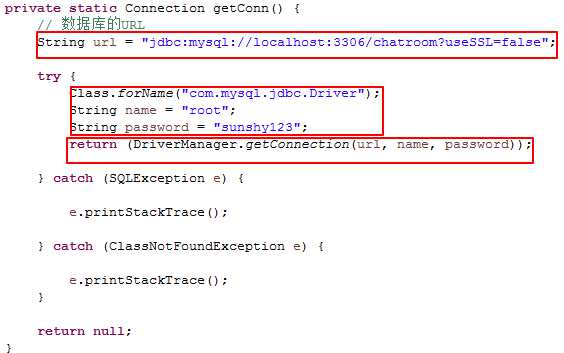 private static Connection getConn() {
// 数据库的URL
String url = "jdbc:mysql://localhost:3306/chatroom?useSSL=false";
try {
Class.forName("com.mysql.jdbc.Driver");
String name = "root";
String password = "sunshy123";
return (DriverManager.getConnection(url, name, password));
} catch (SQLException e) {
e.printStackTrace();
} catch (ClassNotFoundException e) {
e.printStackTrace();
}
return null;
}